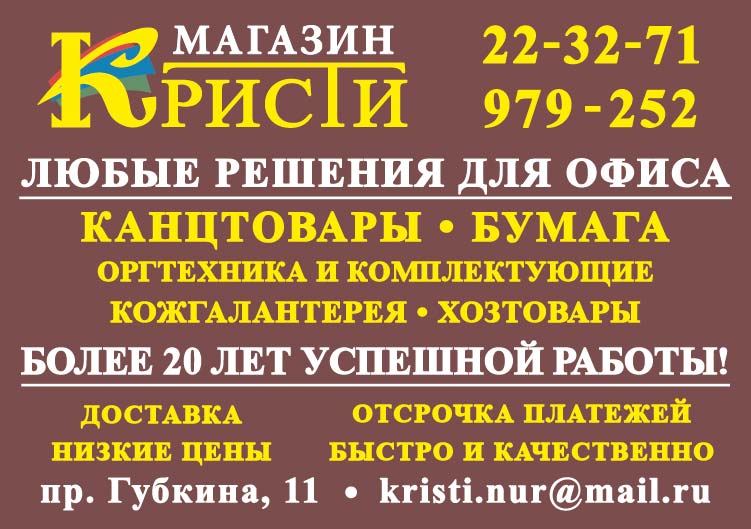 МАГАЗИН
КРИСТИ
22-32-71
979-252
ЛЮБЫЕ РЕШЕНИЯ ДЛЯ ОФИСА
КАНЦТОВАРЫ • БУМАГА
ОРГТЕХНИКА И КОМПЛЕКТУЮЩИЕ
КОЖГАЛАНТЕРЕЯ • ХОЗТОВАРЫ
БОЛЕЕ 20 ЛЕТ УСПЕШНОЙ РАБОТЫ!
ДОСТАВКА
НИЗКИЕ ЦЕНЫ
ОТСРОЧКА ПЛАТЕЖЕЙ
БЫСТРО И КАЧЕСТВЕННО
пр. Губкина, 11 • kristi.nur@mail.ru